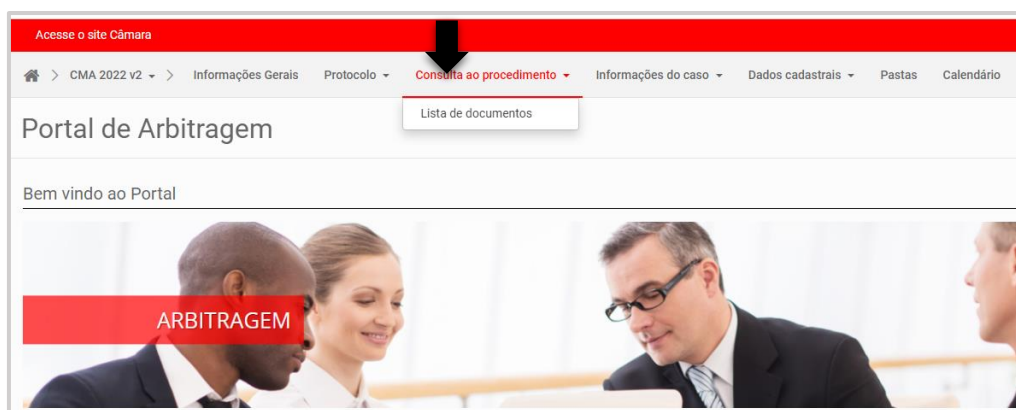 Acesse o site Câmara
CMA 2022 v2 Informações Gerais Protocolo Consulta ao procedimento Informações do caso Dados cadastrais Pastas Calendário
Lista de documentos
Portal de Arbitragem
Bem vindo ao Portal
ARBITRAGEM